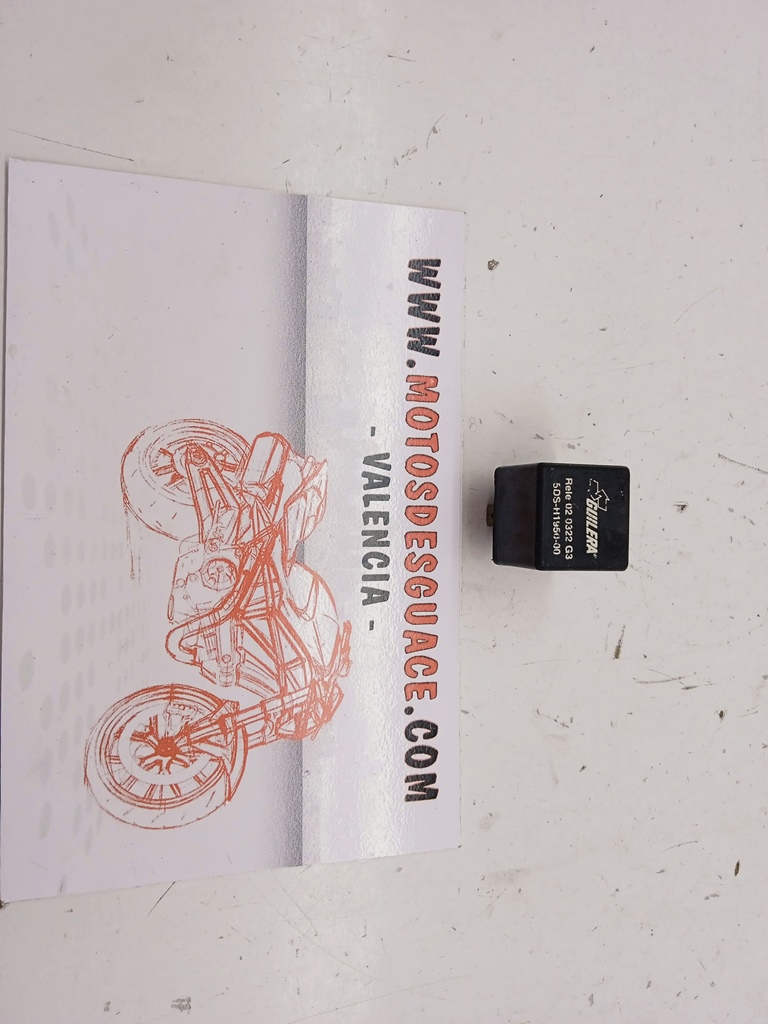 WWW.MOTOSDESGUACE.COM
- VALENCIA -
GUILERA
Rele 02 0322 G3
5DS-H1950-00